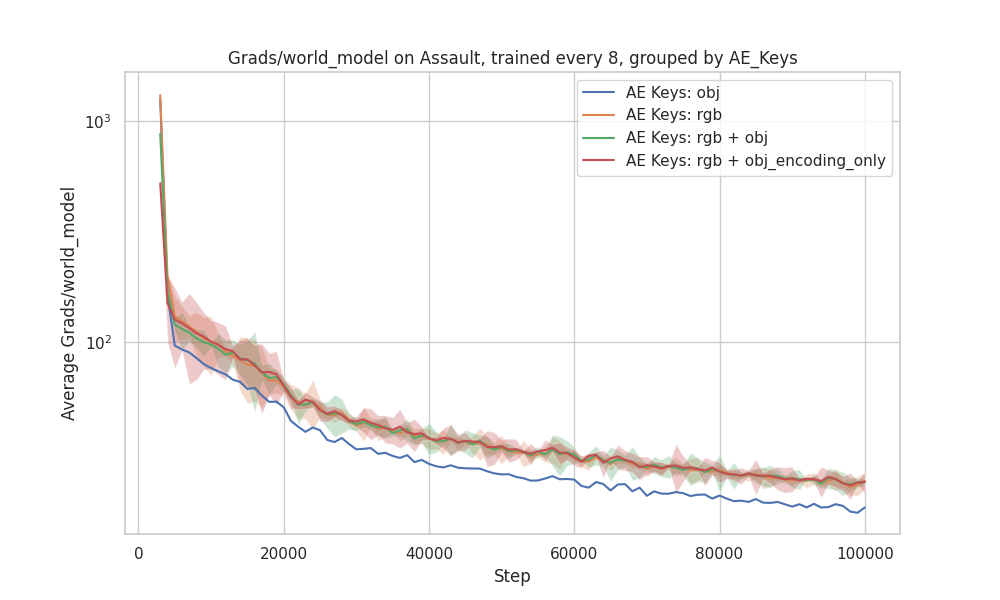 Grads/world_model on Assault, trained every 8, grouped by AE_Keys
AE Keys: obj
AE Keys: rgb
AE Keys: rgb + obj
AE Keys: rgb + obj_encoding_only
Average Grads/world_model
10³
10²
0
20000
40000
60000
80000
100000
Step